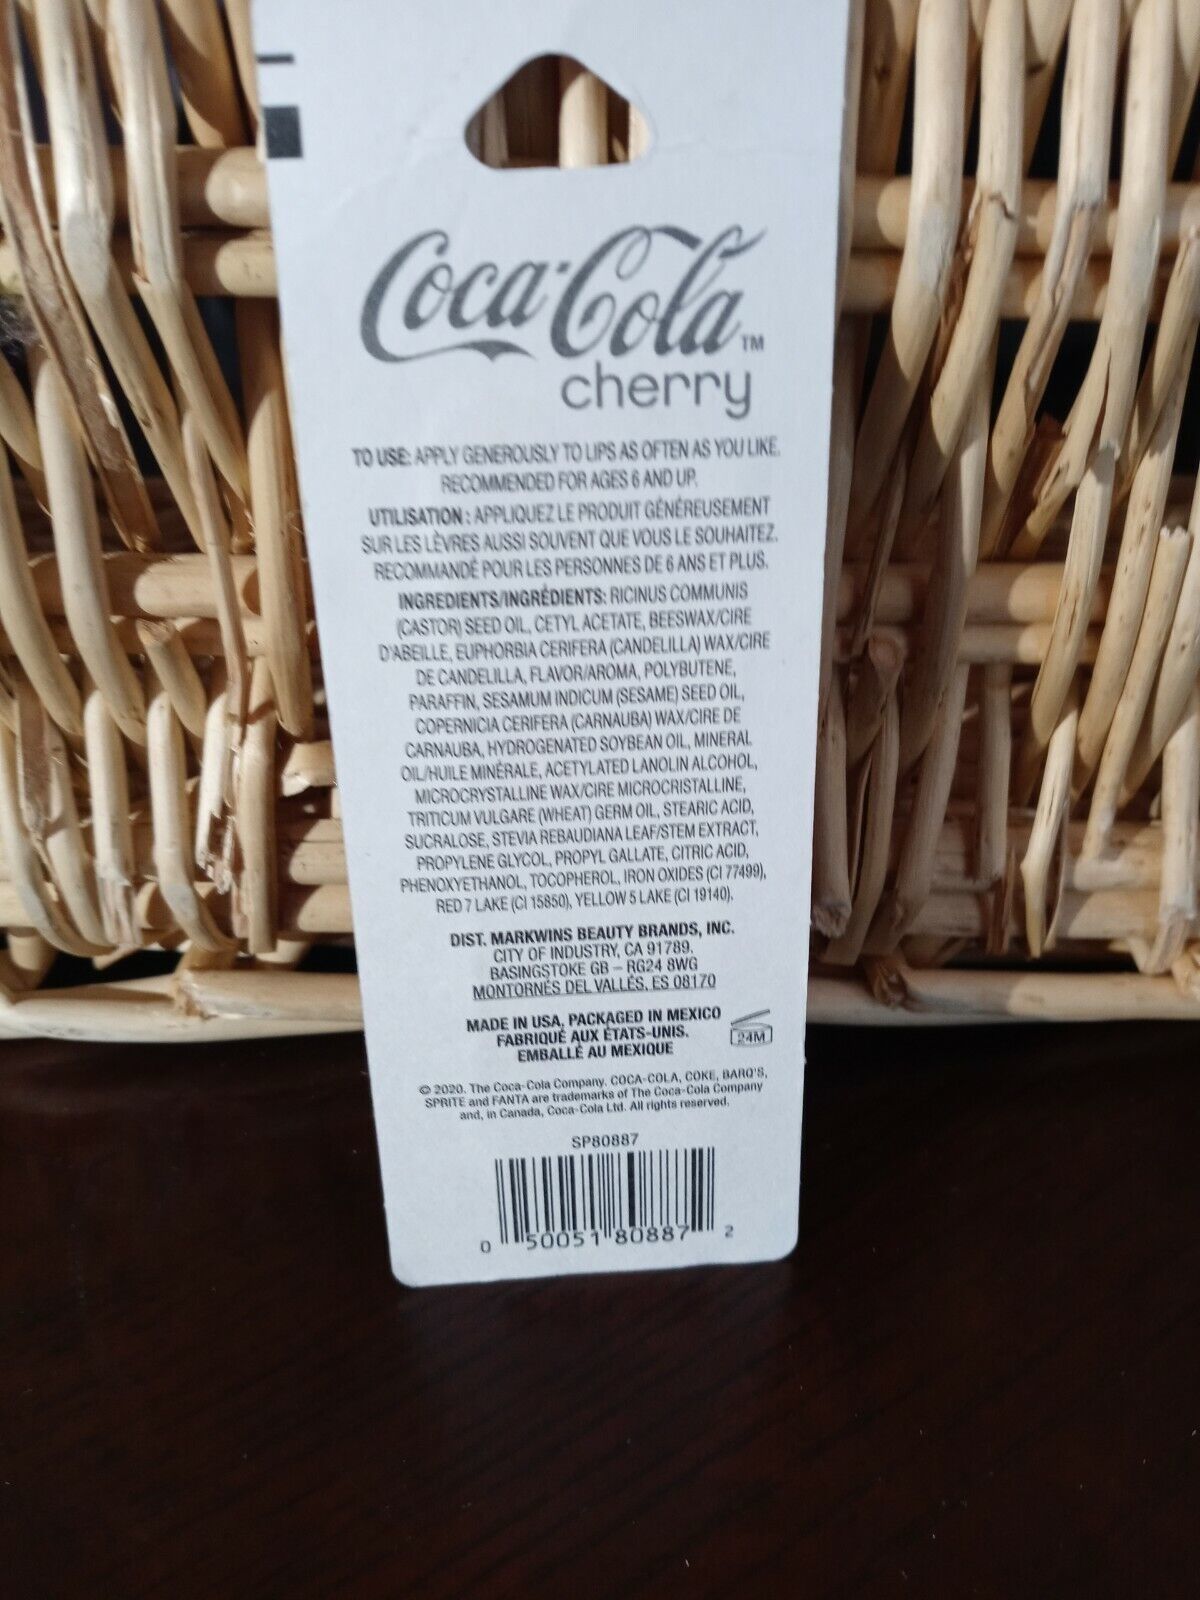 Coca-Cola TM
cherry
TO USE: APPLY GENEROUSLY TO LIPS AS OFTEN AS YOU LIKE.
RECOMMENDED FOR AGES 6 AND UP.
UTILISATION : APPLIQUEZ LE PRODUIT GÉNÉREUSEMENT
SUR LES LÈVRES AUSSI SOUVENT QUE VOUS LE SOUHAITEZ.
RECOMMANDÉ POUR LES PERSONNES DE 6 ANS ET PLUS.
INGREDIENTS/INGRÉDIENTS: RICINUS COMMUNIS
(CASTOR) SEED OIL, CETYL ACETATE, BEESWAX/CIRE
D'ABEILLE, EUPHORBIA CERIFERA (CANDELILLA) WAX/CIRE
DE CANDELILLA, FLAVOR/AROMA, POLYBUTENE,
PARAFFIN, SESAMUM INDICUM (SESAME) SEED OIL,
COPERNICIA CERIFERA (CARNAUBA) WAX/CIRE DE
CARNAUBA, HYDROGENATED SOYBEAN OIL, MINERAL
OIL/HUILE MINÉRALE, ACETYLATED LANOLIN ALCOHOL,
MICROCRYSTALLINE WAX/CIRE MICROCRISTALLINE,
TRITICUM VULGARE (WHEAT) GERM OIL, STEARIC ACID,
SUCRALOSE, STEVIA REBAUDIANA LEAF/STEM EXTRACT,
PROPYLENE GLYCOL, PROPYL GALLATE, CITRIC ACID,
PHENOXYETHANOL, TOCOPHEROL, IRON OXIDES (CI 77499),
RED 7 LAKE (CI 15850), YELLOW 5 LAKE (CI 19140).
DIST. MARKWINS BEAUTY BRANDS, INC.
CITY OF INDUSTRY, CA 91789.
BASINGSTOKE GB – RG24 8WG
MONTORNÉS DEL VALLÉS, ES 08170
MADE IN USA, PACKAGED IN MEXICO
FABRIQUÉ AUX ÉTATS-UNIS.
EMBALLÉ AU MEXIQUE
24M
© 2020. The Coca-Cola Company. COCA-COLA, COKE, BARQ'S,
SPRITE and FANTA are trademarks of The Coca-Cola Company
and, in Canada, Coca-Cola Ltd. All rights reserved.
SP80887
0 50051 80887 2